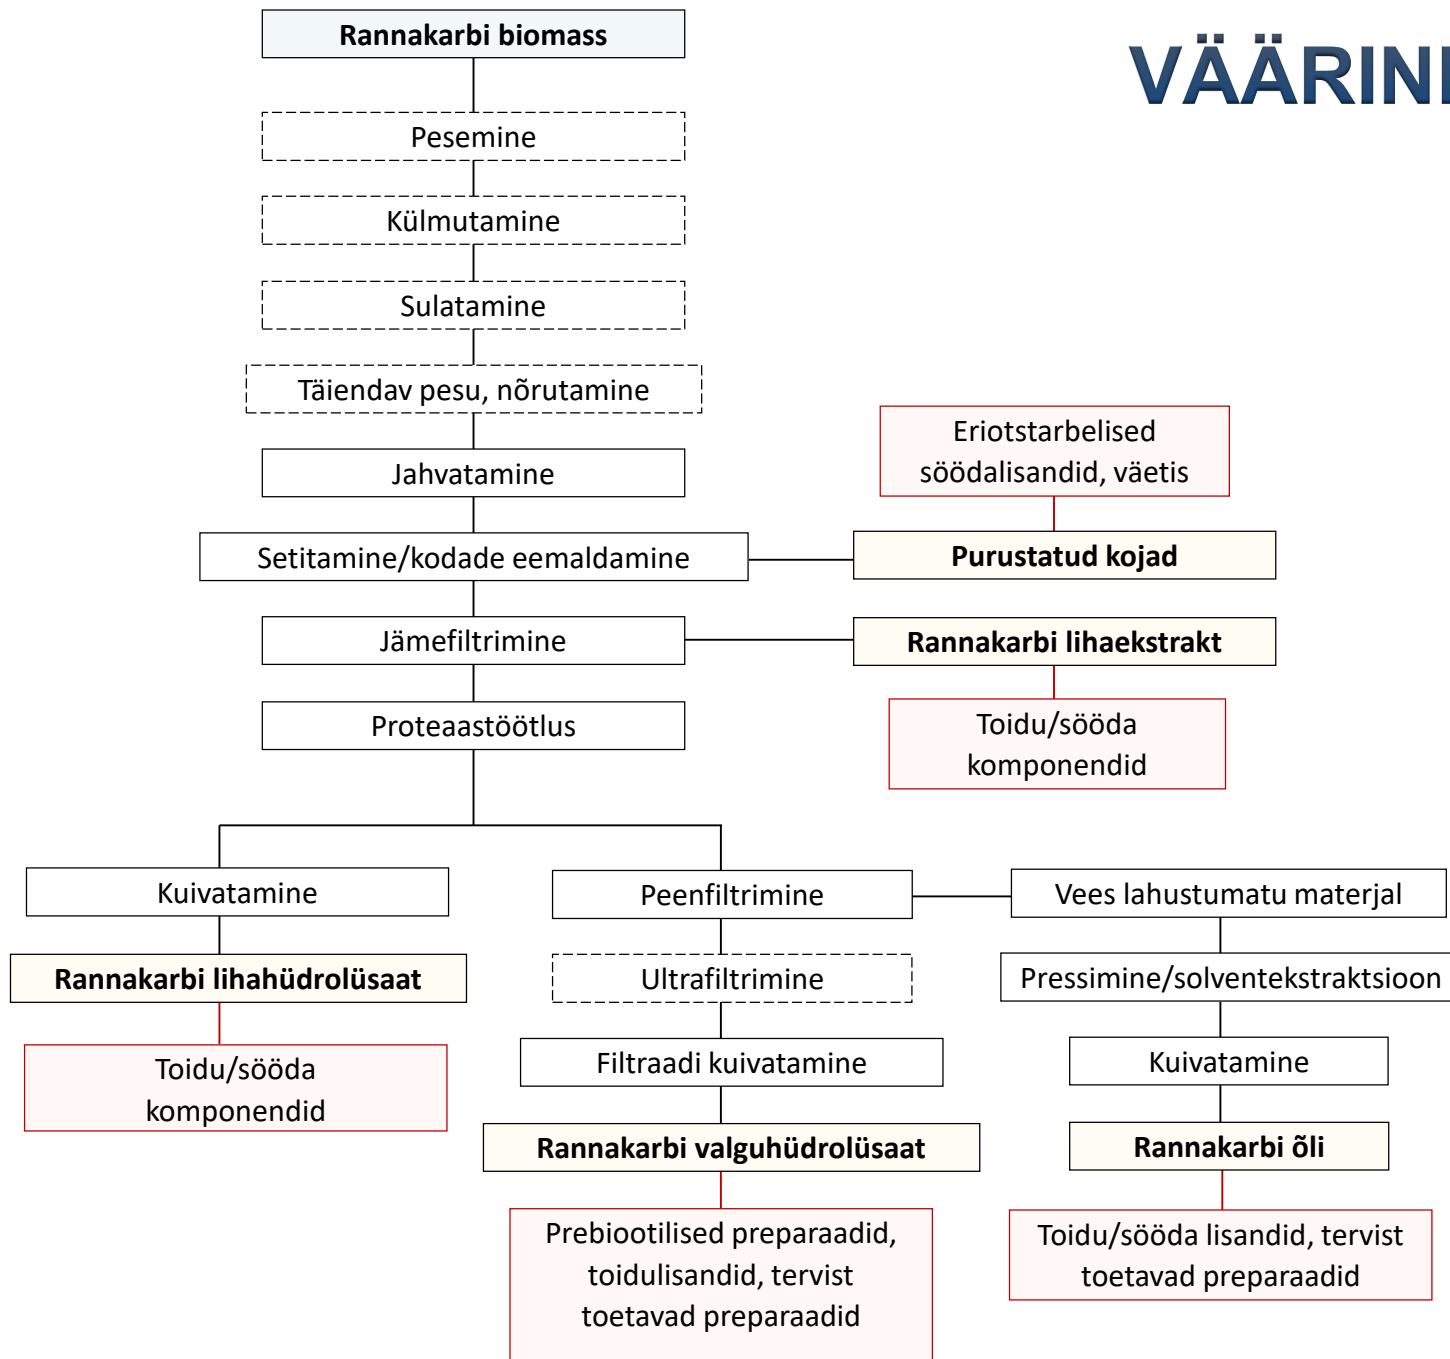 Rannakarbi biomass
VÄÄRIND
Pesemine
Külmutamine
Sulatamine
Täiendav pesu, nõrutamine
Jahvatamine
Eriotstarbelised
söödalisandid, väetis
Setitamine/kodade eemaldamine
Purustatud kojad
Jämefiltrimine
Rannakarbi lihaekstrakt
Proteaastöötlus
Toidu/sööda
komponendid
Kuivatamine
Peenfiltrimine
Vees lahustumatu materjal
Rannakarbi lihahüdrolüsaat
Ultrafiltrimine
Pressimine/solventekstraktsioon
Toidu/sööda
komponendid
Filtraadi kuivatamine
Kuivatamine
Rannakarbi valguhüdrolüsaat
Rannakarbi õli
Prebiootilised preparaadid,
toidulisandid, tervist
toetavad preparaadid
Toidu/sööda lisandid, tervist
toetavad preparaadid